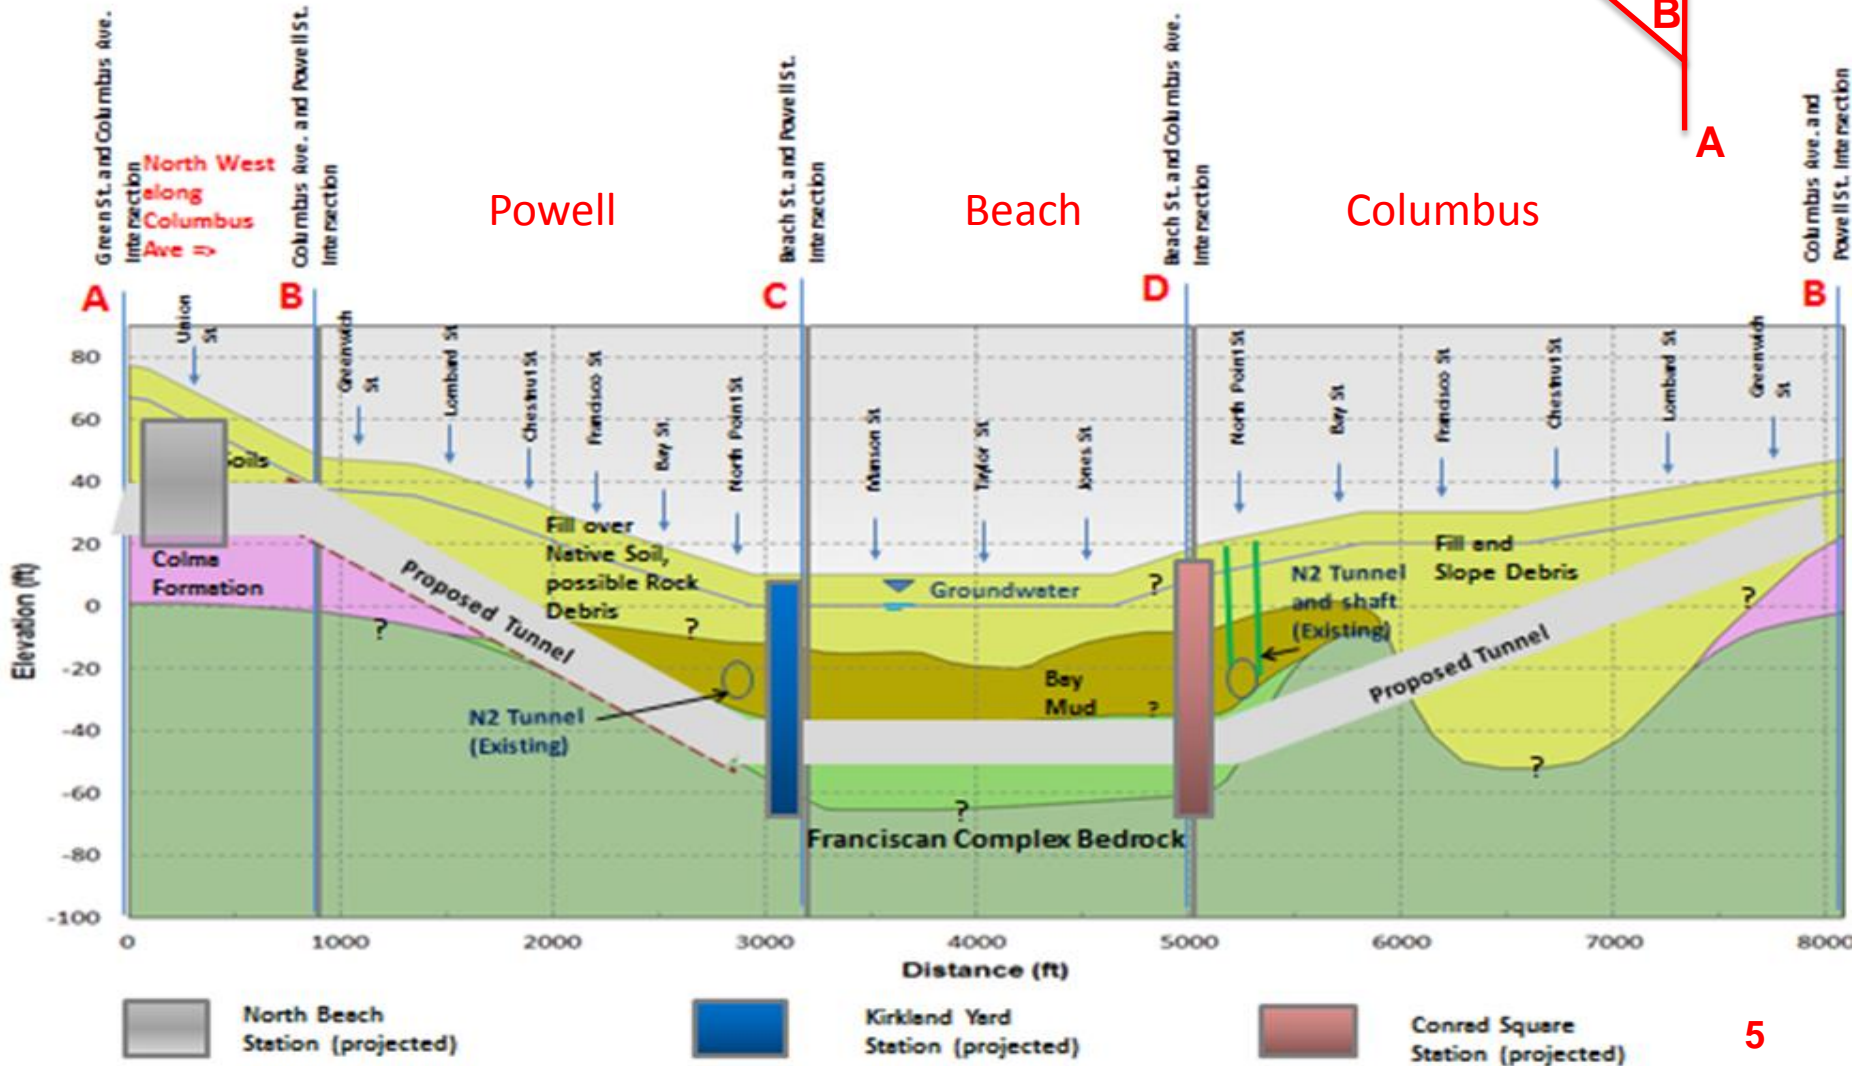 B
A
Green St. and Columbus Ave.
Intersection
North West
along
Columbus
Ave =>
Columbus Ave. and Powell St.
Intersection
Powell
Beach St. and Powell St.
Intersection
Beach
Beach St. and Columbus Ave.
Intersection
Columbus
Columbus Ave. and
Powell St. Intersection
A
B
C
D
B
Union
St
Greenwich
St
Lombard St
Chestnut St
Francisco St
Bay St.
North Point St
Manson St
Taylor St
Jones St
North Point St
Bay St
Francisco St
Chestnut St
Lombard St
Greenwich
St
Elevation (ft)
80
60
40
20
0
-20
-40
-60
-80
-100
Soils
Colma
Formation
?
Proposed Tunnel
Fill over
Native Soil,
possible Rock
Debris
?
N2 Tunnel
(Existing)
Groundwater
?
Bay
Mud
?
?
Franciscan Complex Bedrock
N2 Tunnel
and shaft
(Existing)
Fill and
Slope Debris
Proposed Tunnel
?
?
0
1000
2000
3000
4000
5000
6000
7000
8000
Distance (ft)
North Beach
Station (projected)
Kirkland Yard
Station (projected)
Conrad Square
Station (projected)
5